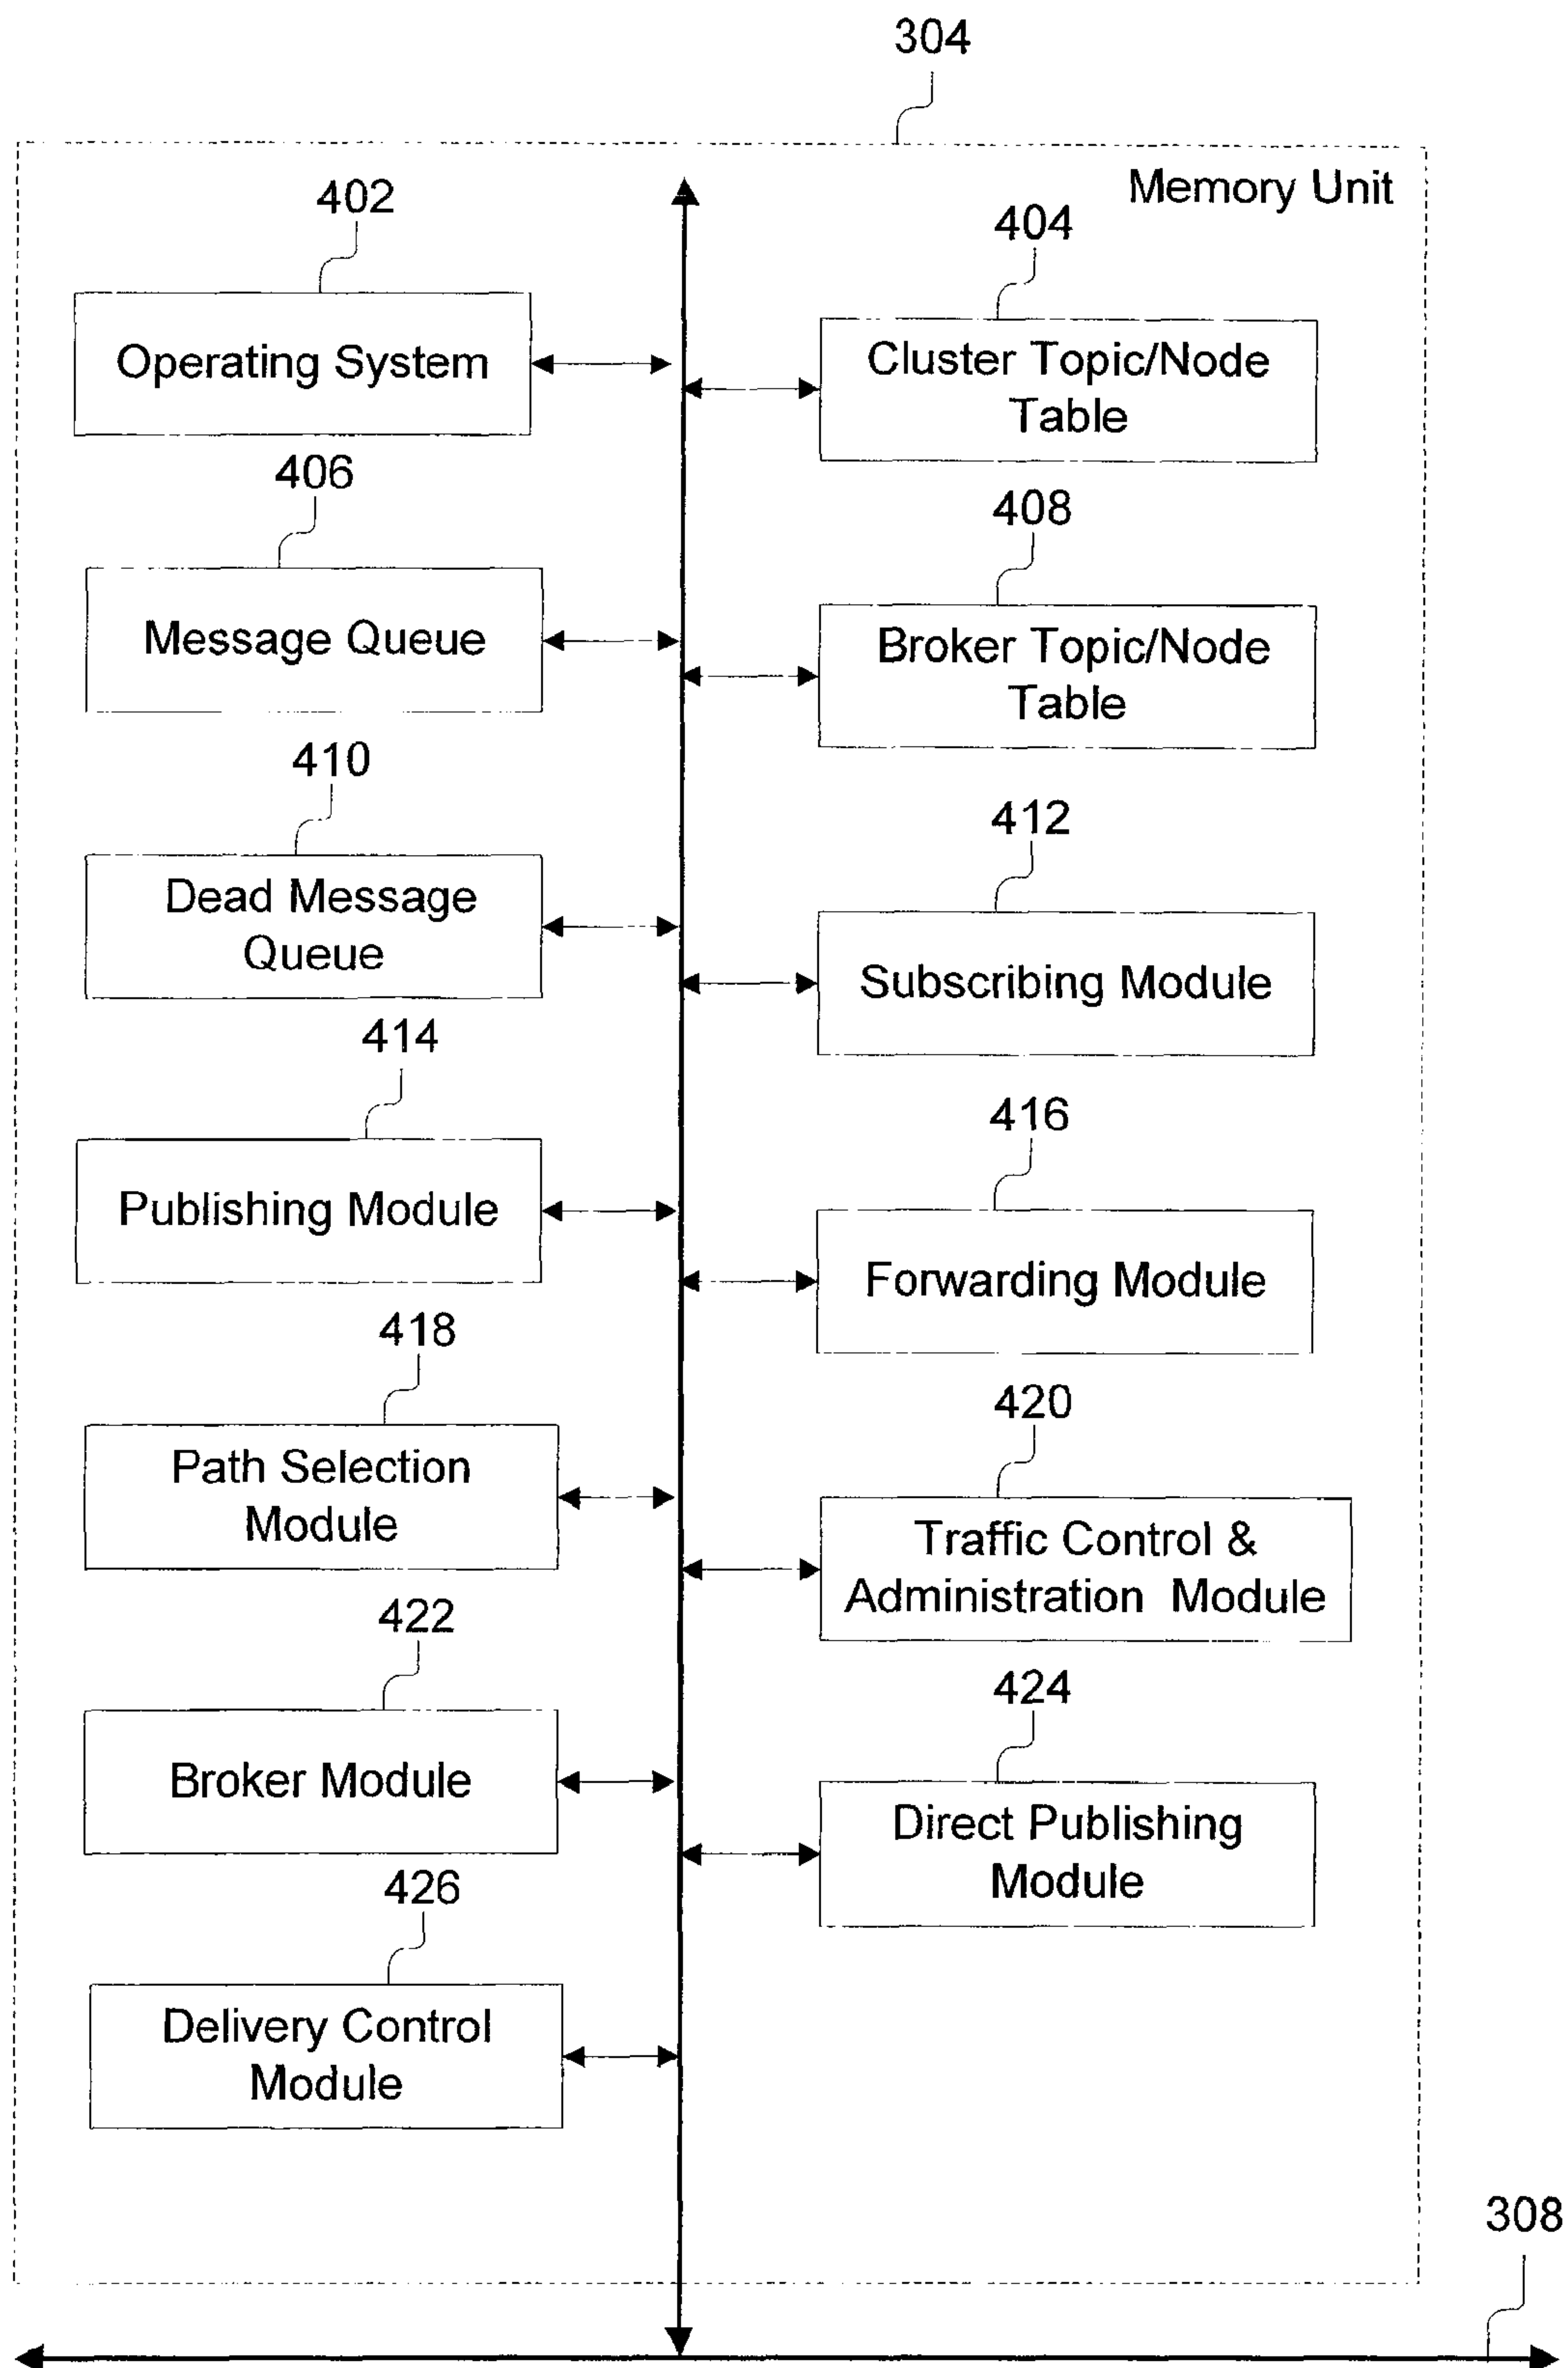 304
Memory Unit
402
404
Operating System
Cluster Topic/Node
Table
406
408
Message Queue
Broker Topic/Node
Table
410
412
Dead Message
Queue
Subscribing Module
414
416
Publishing Module
Forwarding Module
418
420
Path Selection
Module
Traffic Control &
Administration Module
422
424
Broker Module
Direct Publishing
Module
426
Delivery Control
Module
308